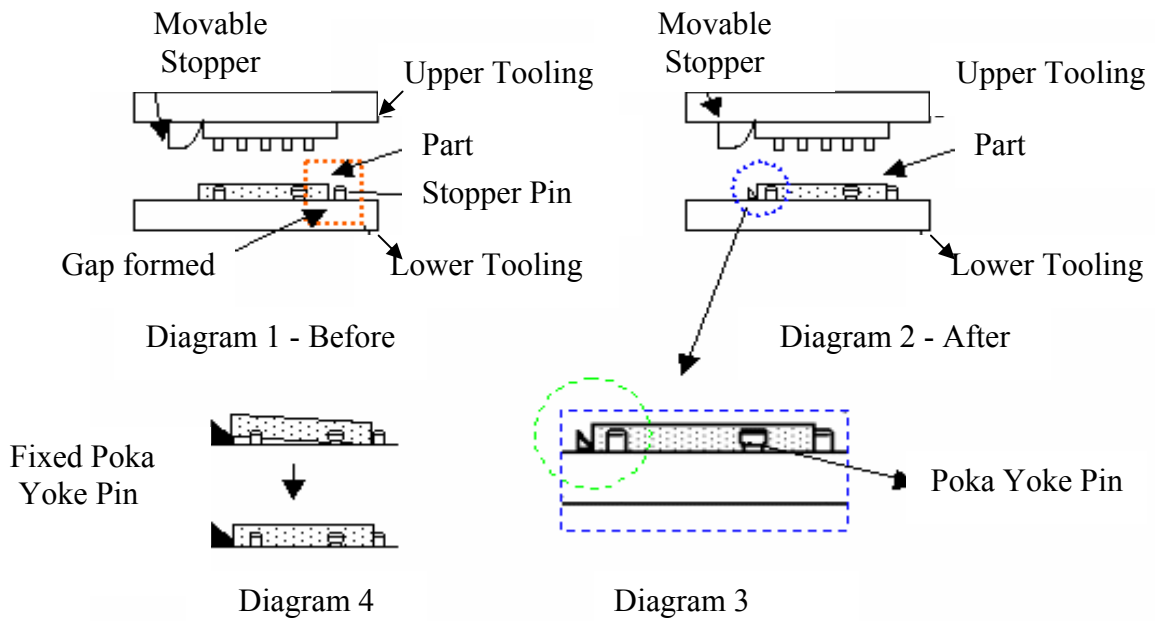 Movable
Stopper
Upper Tooling
Part
Stopper Pin
Gap formed
Lower Tooling
Diagram 1 - Before
Movable
Stopper
Upper Tooling
Part
Lower Tooling
Diagram 2 - After
Fixed Poka
Yoke Pin
Diagram 4
Poka Yoke Pin
Diagram 3